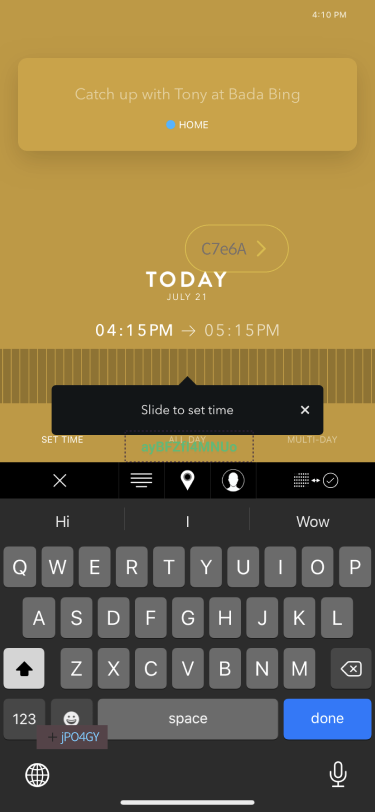 4:10 PM
Catch up with Tony at Bada Bing
HOME
C7e6A
TODAY
JULY 21
04:15PM → 05:15PM
Slide to set time ×
SET TIME ALL DAY MULTI-DAY
Hi I Wow
Q W E R T Y U I O P
A S D F G H J K L
Z X C V B N M
123 space done
+ jPO4GY